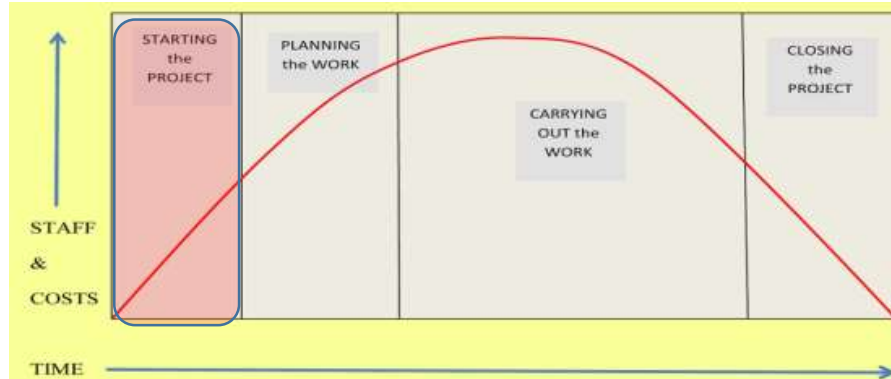 STARTING
the
PROJECT
PLANNING
the WORK
CARRYING
OUT the
WORK
CLOSING
the
PROJECT
STAFF
&
COSTS
TIME